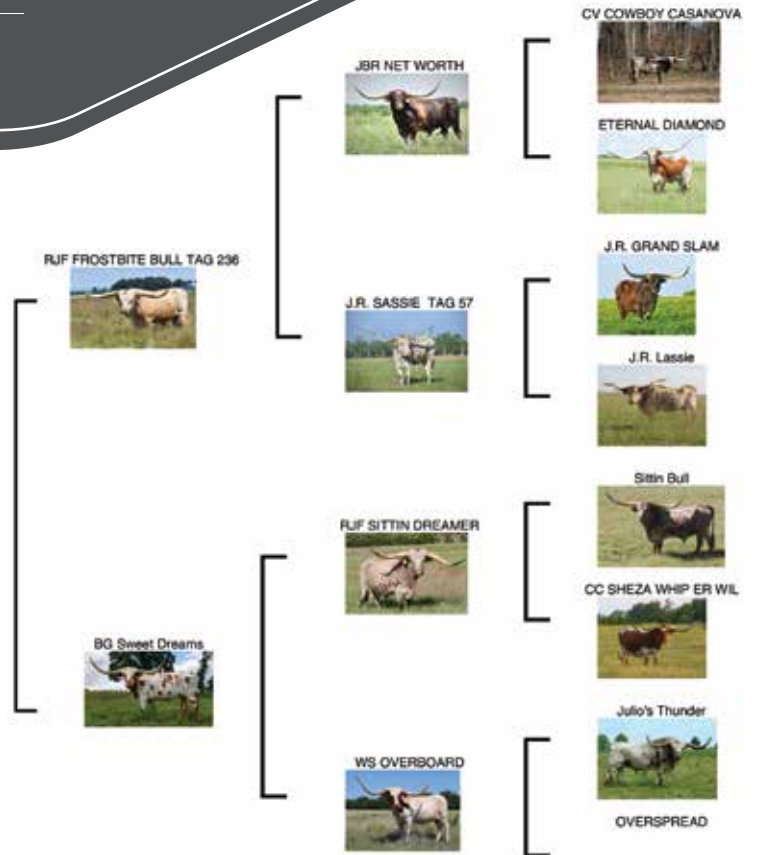 CV COWBOY CASANOVA
JBR NET WORTH
ETERNAL DIAMOND
RJF FROSTBITE BULL TAG 236
J.R. GRAND SLAM
J.R. SASSIE TAG 57
J.R. Lassie
Sittin Bull
RJF SITTIN DREAMER
CC SHEZA WHIP ER WIL
BG Sweet Dreams
Julio's Thunder
WS OVERBOARD
OVERSPREAD